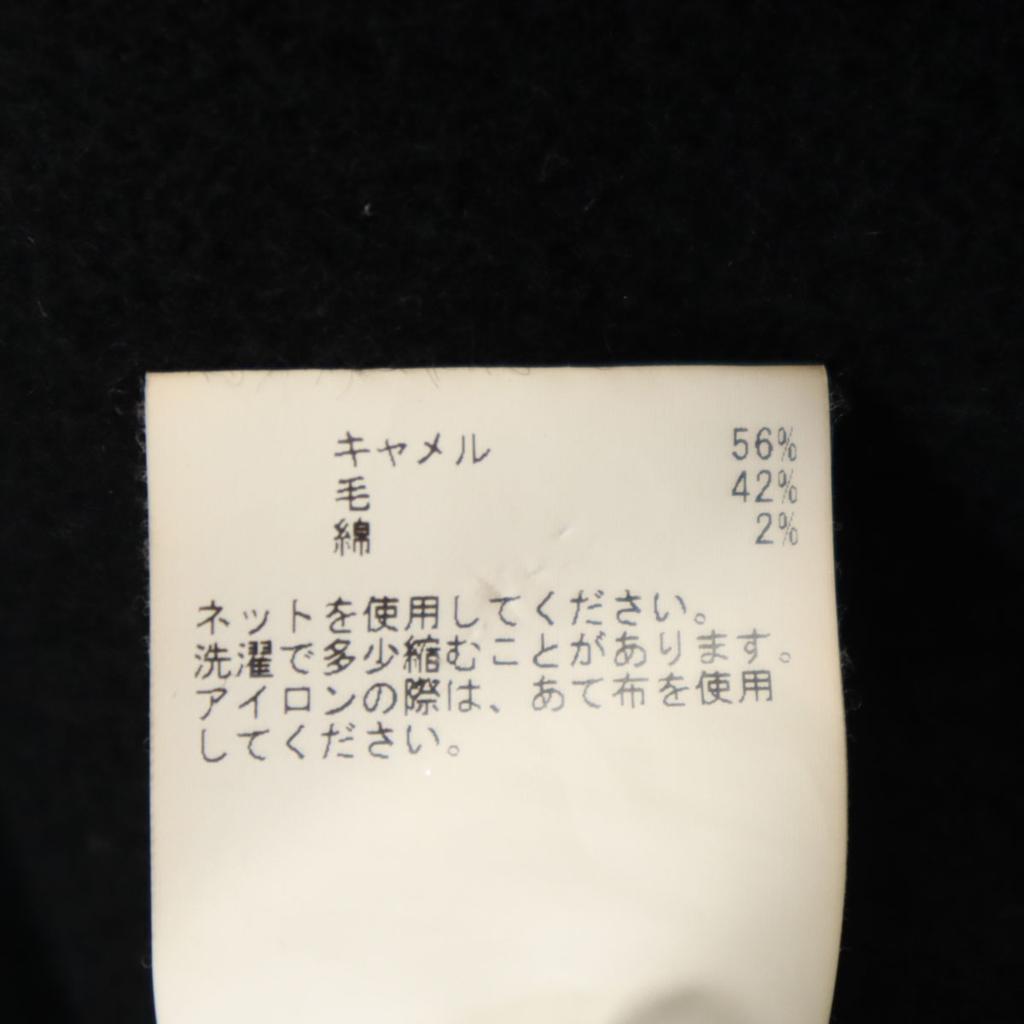 キャメル 56%
毛 42%
綿 2%
ネットを使用してください。
洗濯で多少縮むことがあります。
アイロンの際は、あて布を使用
してください。